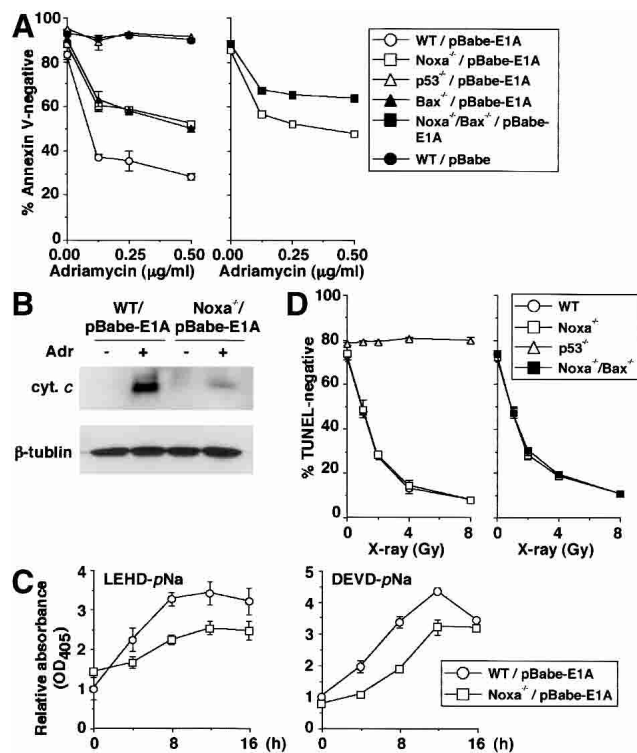 A
% Annexin V-negative
100
80
60
40
20
0
0.00 0.25 0.50
Adriamycin (μg/ml)
0.00 0.25 0.50
Adriamycin (μg/ml)
WT / pBabe-E1A
Noxa-/- / pBabe-E1A
p53-/- / pBabe-E1A
Bax-/- / pBabe-E1A
Noxa-/-/Bax-/- / pBabe-
E1A
WT / pBabe
B
WT/ Noxa-/-/
pBabe-E1A pBabe-E1A
Adr - + - +
cyt. c
β-tublin
D
% TUNEL-negative
100
80
60
40
20
0
0 4 8
X-ray (Gy)
0 4 8
X-ray (Gy)
WT
Noxa-/-
p53-/-
Noxa-/-/Bax-/-
C
Relative absorbance
(OD405)
LEHD-pNa
4
3
2
1
0
0 8 16 (h)
DEVD-pNa
5
4
3
2
1
0
0 8 16 (h)
WT / pBabe-E1A
Noxa-/- / pBabe-E1A